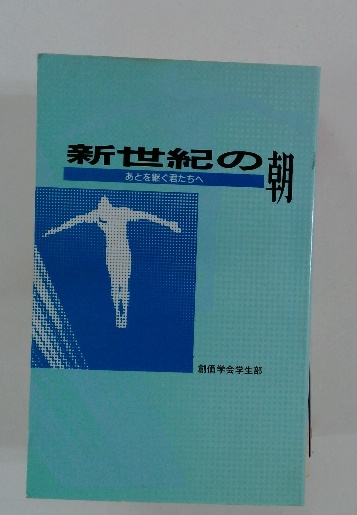 新世紀の朝
あとを継ぐ君たちへ
創価学会学生部